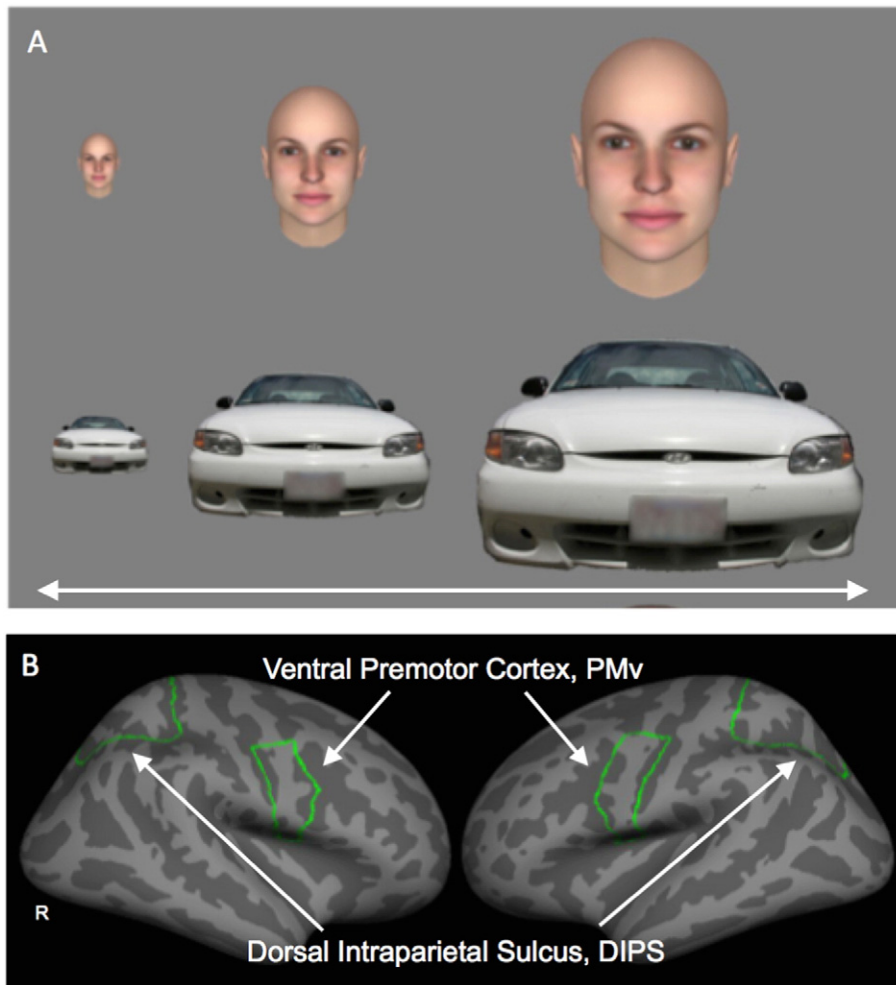 A
B
Ventral Premotor Cortex, PMv
R
Dorsal Intraparietal Sulcus, DIPS